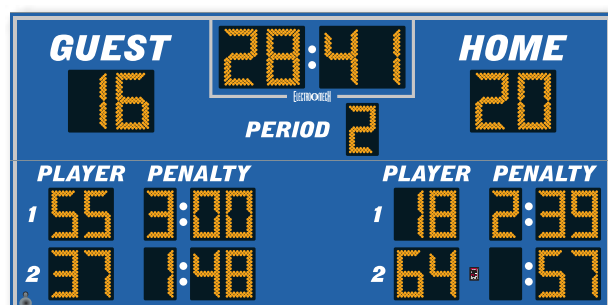 GUEST 28:41 HOME
16 20
ELECTRO-MECH
PERIOD 2
PLAYER PENALTY PLAYER PENALTY
1 55 3:00 1 18 2:39
2 37 1:48 2 64 :57